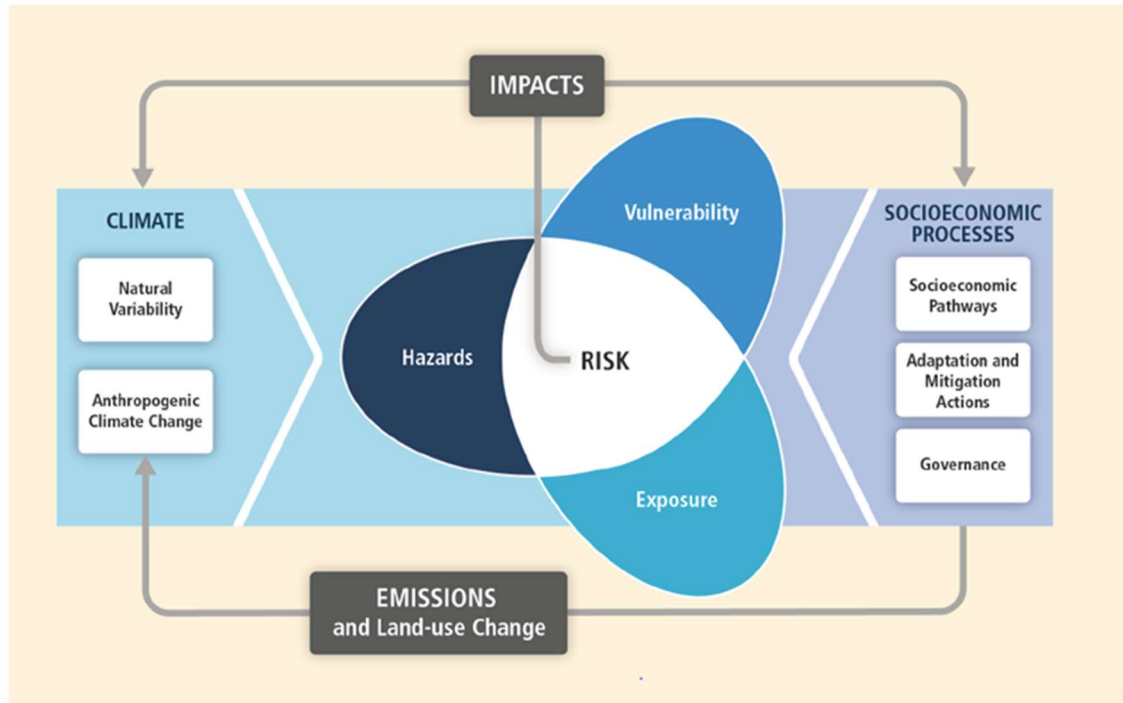 IMPACTS
CLIMATE
Natural
Variability
Anthropogenic
Climate Change
Vulnerability
Hazards
RISK
Exposure
SOCIOECONOMIC
PROCESSES
Socioeconomic
Pathways
Adaptation and
Mitigation
Actions
Governance
EMISSIONS
and Land-use Change